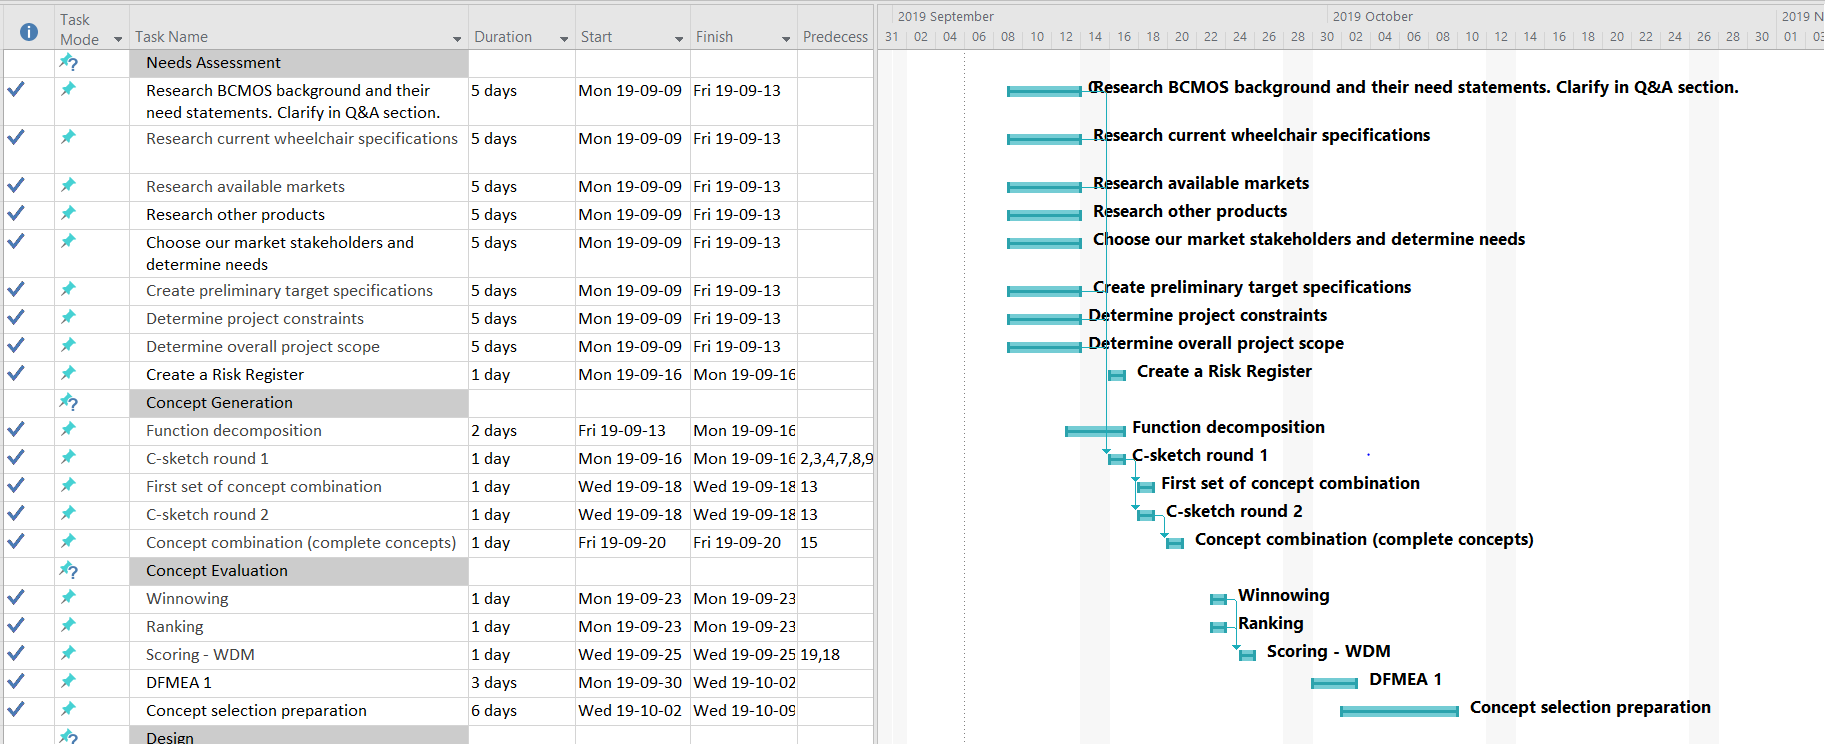 Task
Mode
Task Name Duration Start Finish Predecess
2019 September 2019 October 2019 N
31 02 04 06 08 10 12 14 16 18 20 22 24 26 28 30 02 04 06 08 10 12 14 16 18 20 22 24 26 28 30 01 03
Needs Assessment
Research BCMOS background and their
need statements. Clarify in Q&A section.
5 days Mon 19-09-09 Fri 19-09-13
Research BCMOS background and their need statements. Clarify in Q&A section.
Research current wheelchair specifications 5 days Mon 19-09-09 Fri 19-09-13
Research current wheelchair specifications
Research available markets 5 days Mon 19-09-09 Fri 19-09-13
Research available markets
Research other products 5 days Mon 19-09-09 Fri 19-09-13
Research other products
Choose our market stakeholders and
determine needs
5 days Mon 19-09-09 Fri 19-09-13
Choose our market stakeholders and determine needs
Create preliminary target specifications 5 days Mon 19-09-09 Fri 19-09-13
Create preliminary target specifications
Determine project constraints 5 days Mon 19-09-09 Fri 19-09-13
Determine project constraints
Determine overall project scope 5 days Mon 19-09-09 Fri 19-09-13
Determine overall project scope
Create a Risk Register 1 day Mon 19-09-16 Mon 19-09-16
Create a Risk Register
Concept Generation
Function decomposition 2 days Fri 19-09-13 Mon 19-09-16
Function decomposition
C-sketch round 1 1 day Mon 19-09-16 Mon 19-09-16 2,3,4,7,8,9
C-sketch round 1
First set of concept combination 1 day Wed 19-09-18 Wed 19-09-18 13
First set of concept combination
C-sketch round 2 1 day Wed 19-09-18 Wed 19-09-18 13
C-sketch round 2
Concept combination (complete concepts) 1 day Fri 19-09-20 Fri 19-09-20 15
Concept combination (complete concepts)
Concept Evaluation
Winnowing 1 day Mon 19-09-23 Mon 19-09-23
Winnowing
Ranking 1 day Mon 19-09-23 Mon 19-09-23
Ranking
Scoring - WDM 1 day Wed 19-09-25 Wed 19-09-25 19,18
Scoring - WDM
DFMEA 1 3 days Mon 19-09-30 Wed 19-10-02
DFMEA 1
Concept selection preparation 6 days Wed 19-10-02 Wed 19-10-09
Concept selection preparation
Design